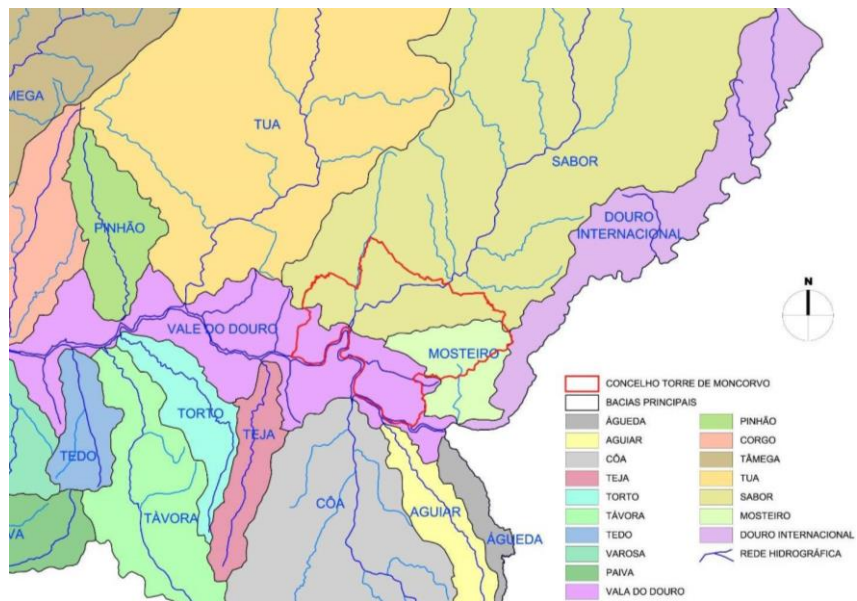 MEGA
TUA
SABOR
PINHÃO
DOURO
INTERNACIONAL
N
VALE DO DOURO
MOSTEIRO
TORTO
TEJA
TEDO
CÔA
TÁVORA
AGUIAR
ÁGUEDA
VA
CONCELHO TORRE DE MONCORVO
BACIAS PRINCIPAIS
ÁGUEDA
AGUIAR
CÔA
TEJA
TORTO
TÁVORA
TEDO
VAROSA
PAIVA
VALA DO DOURO
PINHÃO
CORGO
TÂMEGA
TUA
SABOR
MOSTEIRO
DOURO INTERNACIONAL
REDE HIDROGRÁFICA